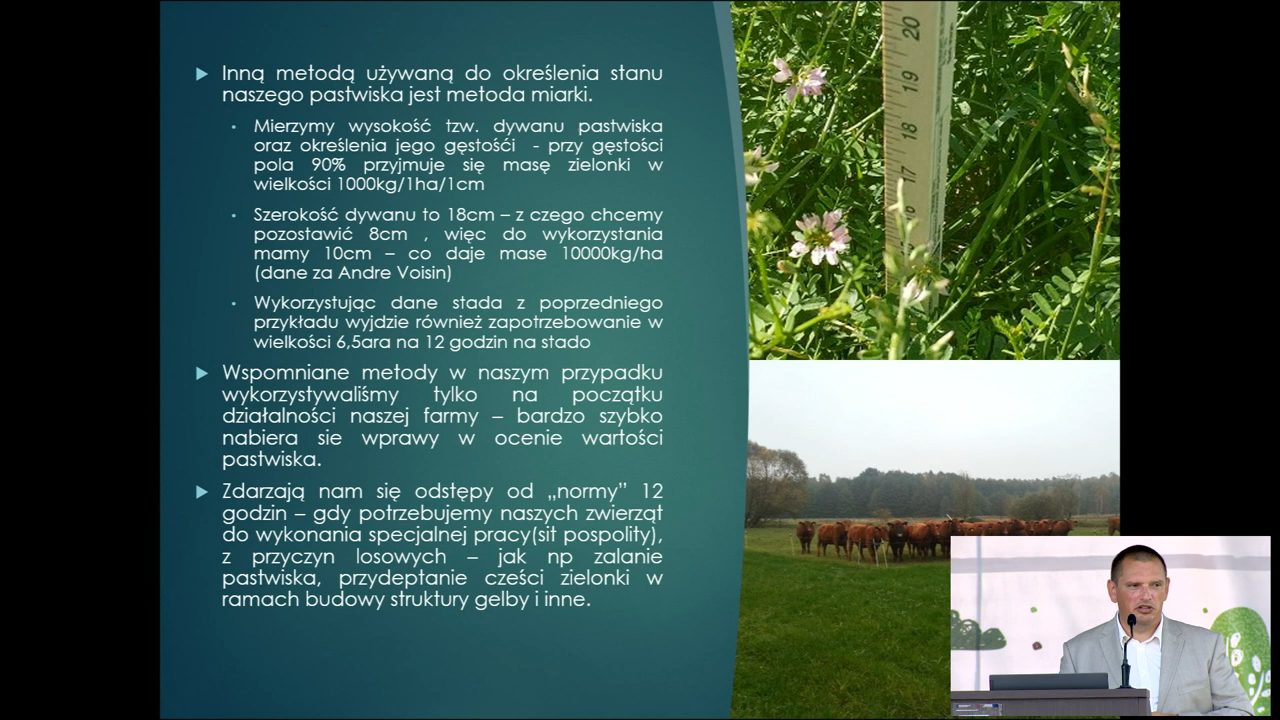 Inną metodą używaną do określenia stanu
naszego pastwiska jest metoda miarki.
Mierzymy wysokość tzw. dywanu pastwiska
oraz określenia jego gęstośći - przy gęstości
pola 90% przyjmuje się masę zielonki w
wielkości 1000kg/1ha/1cm
Szerokość dywanu to 18cm – z czego chcemy
pozostawić 8cm , więc do wykorzystania
mamy 10cm – co daje mase 10000kg/ha
(dane za Andre Voisin)
Wykorzystując dane stada z poprzedniego
przykładu wyjdzie również zapotrzebowanie w
wielkości 6,5ara na 12 godzin na stado
Wspomniane metody w naszym przypadku
wykorzystywaliśmy tylko na początku
działalności naszej farmy – bardzo szybko
nabiera sie wprawy w ocenie wartości
pastwiska.
Zdarzają nam się odstępy od „normy” 12
godzin – gdy potrzebujemy naszych zwierząt
do wykonania specjalnej pracy(sit pospolity),
z przyczyn losowych – jak np zalanie
pastwiska, przydeptanie cześci zielonki w
ramach budowy struktury gelby i inne.
20
19
18
17